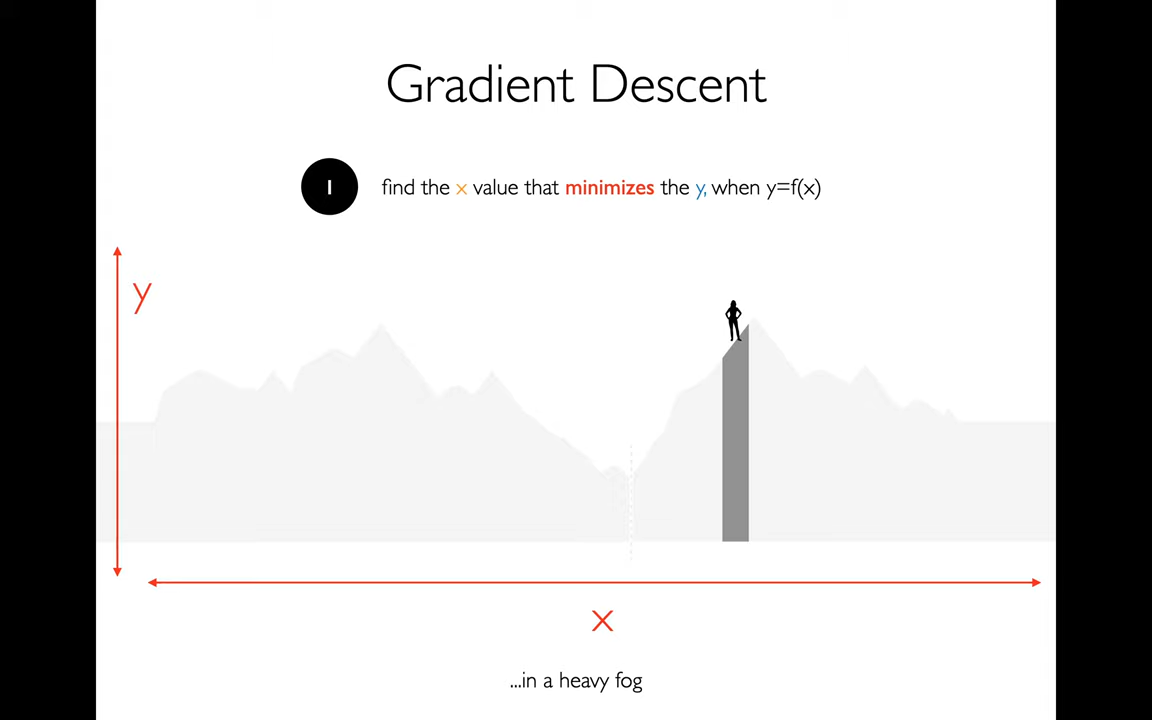 Gradient Descent
1 find the x value that minimizes the y, when y=f(x)
y
x
...in a heavy fog